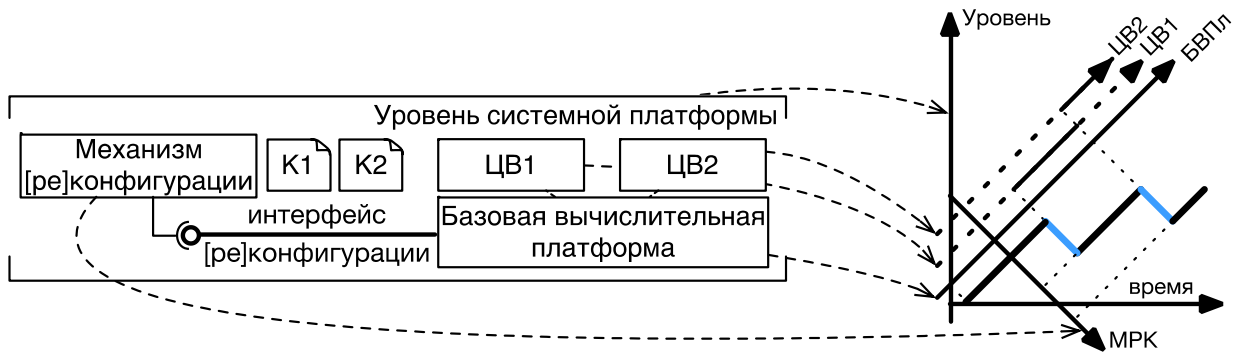 Уровень системной платформы
Механизм
[ре]конфигурации
К1
К2
ЦВ1
ЦВ2
интерфейс
[ре]конфигурации
Базовая вычислительная
платформа
Уровень
ЦВ2
ЦВ1
БВПл
время
МРК